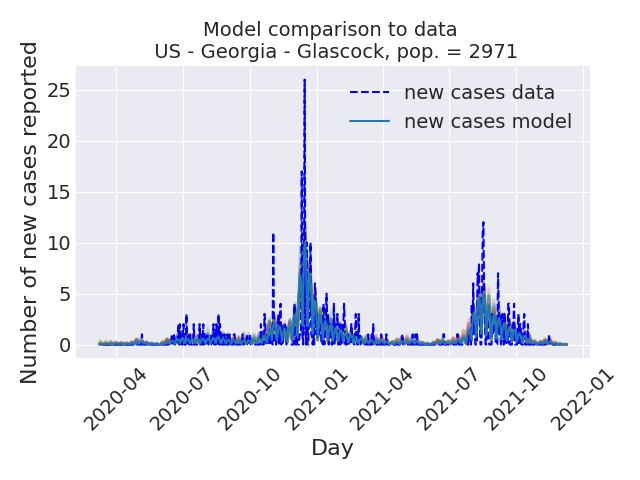 Model comparison to data
US - Georgia - Glascock, pop. = 2971
Number of new cases reported
25
20
15
10
5
0
new cases data
new cases model
2020-04
2020-07
2020-10
2021-01
2021-04
2021-07
2021-10
2022-01
Day